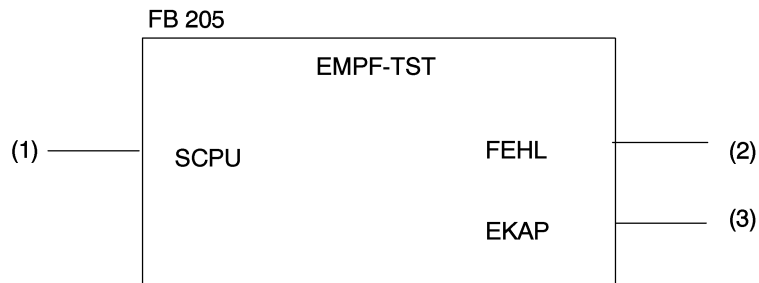 FB 205
EMPF-TST
(1) SCPU FEHL (2)
EKAP (3)